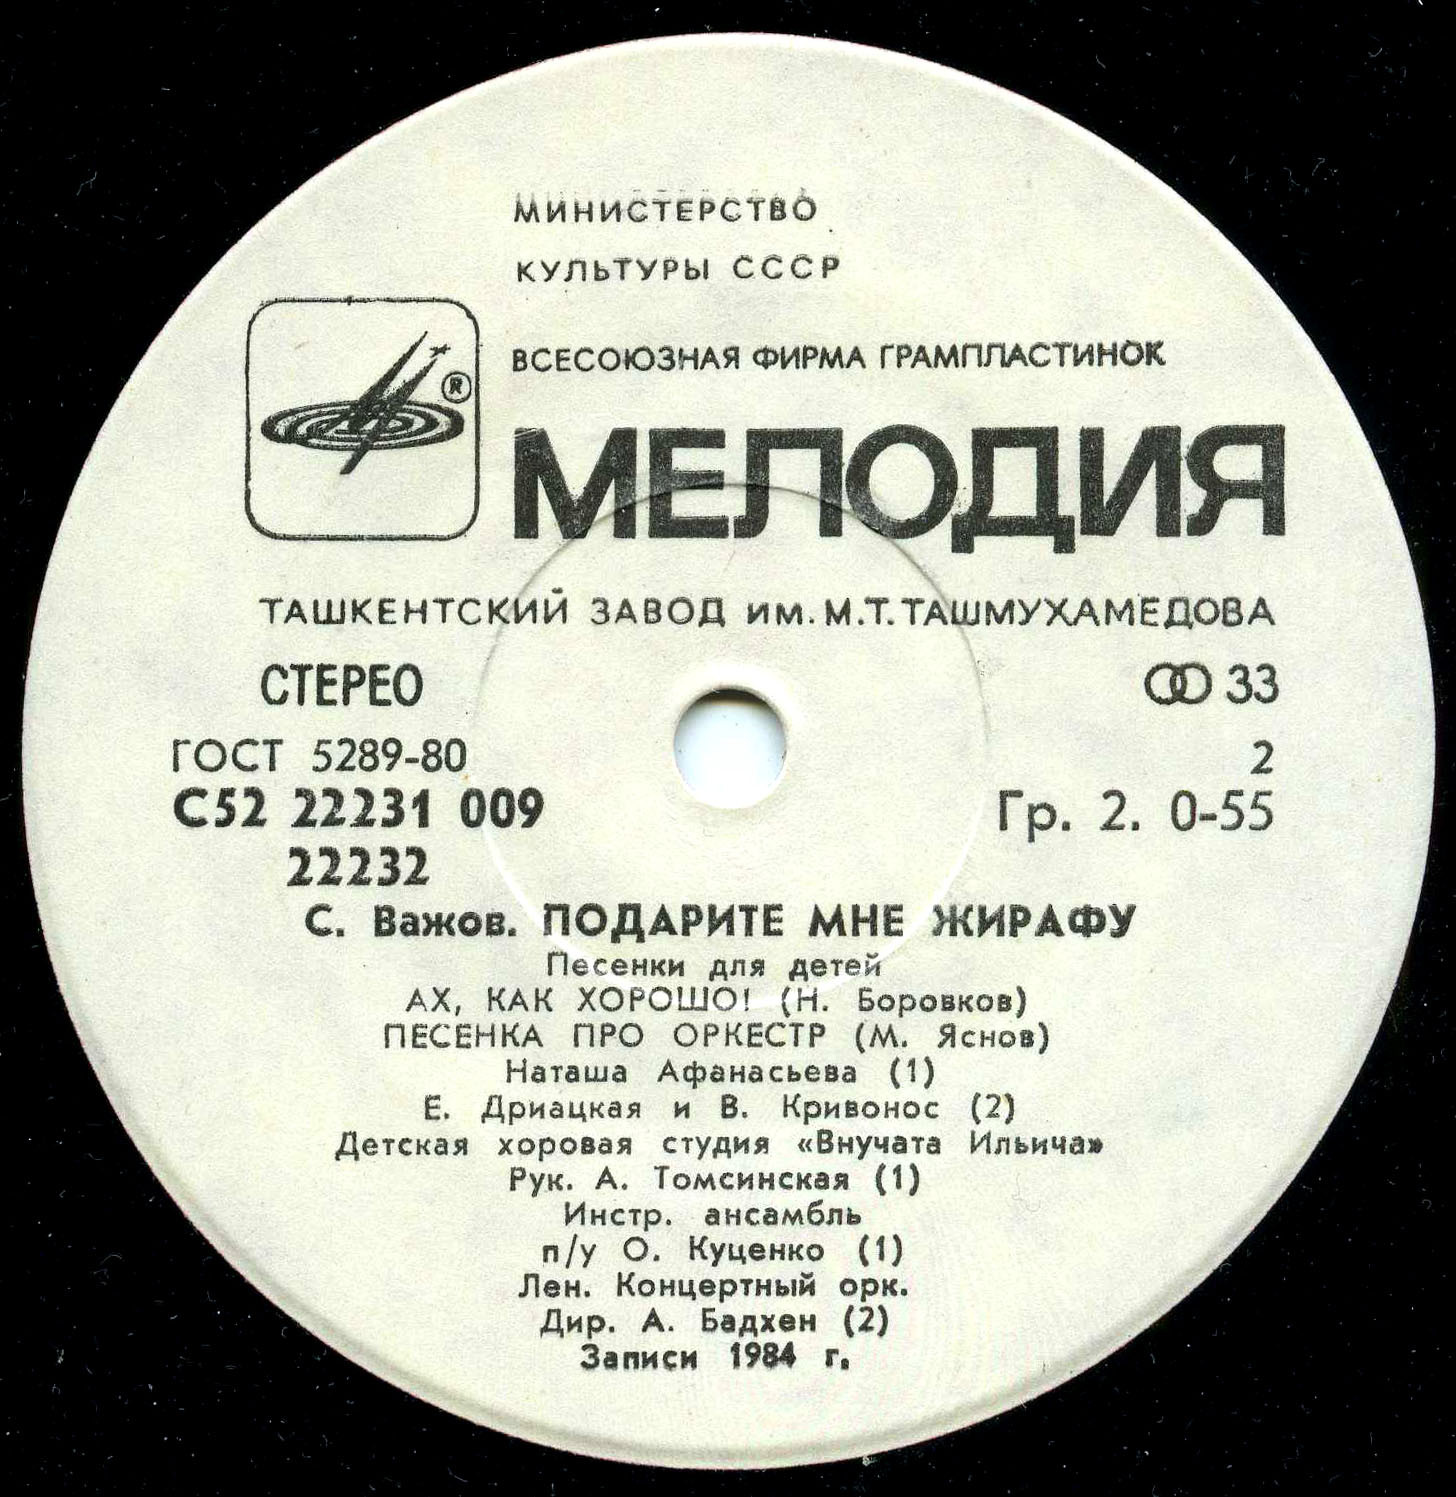 МИНИСТЕРСТВО
КУЛЬТУРЫ СССР
ВСЕСОЮЗНАЯ ФИРМА ГРАМПЛАСТИНОК
®
МЕЛОДИЯ
ТАШКЕНТСКИЙ ЗАВОД им. М.Т. ТАШМУХАМЕДОВА
СТЕРЕО 33
ГОСТ 5289-80 2
С52 22231 009 Гр. 2. 0-55
22232
С. Важов. ПОДАРИТЕ МНЕ ЖИРАФУ
Песенки для детей
АХ, КАК ХОРОШО! (Н. Боровков)
ПЕСЕНКА ПРО ОРКЕСТР (М. Яснов)
Наташа Афанасьева (1)
Е. Дриацкая и В. Кривонос (2)
Детская хоровая студия «Внучата Ильича»
Рук. А. Томсинская (1)
Инстр. ансамбль
п/у О. Куценко (1)
Лен. Концертный орк.
Дир. А. Бадхен (2)
Записи 1984 г.